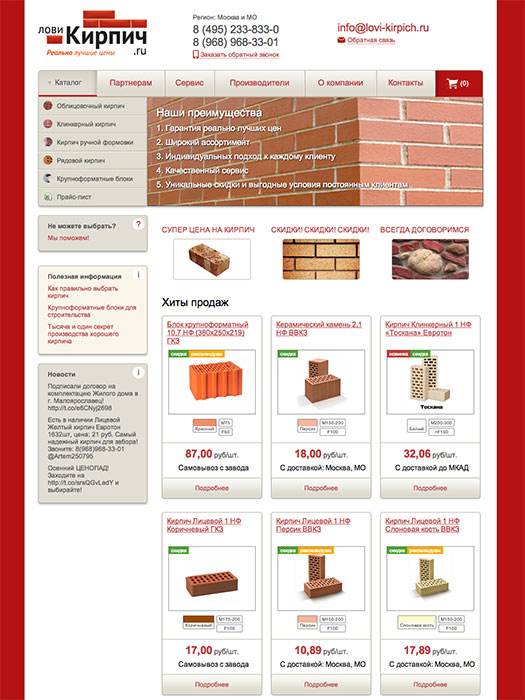 лови Кирпич .ru
Реально лучшие цены
Регион: Москва и МО
8 (495) 233-833-0
8 (968) 968-33-01
Заказать обратный звонок
info@lovi-kirpich.ru
Обратная связь
Каталог
Партнерам
Сервис
Производители
О компании
Контакты
(0)
Облицовочный кирпич
Клинкерный кирпич
Кирпич ручной формовки
Рядовой кирпич
Крупноформатные блоки
Прайс-лист
Наши преимущества
1. Гарантия реально лучших цен
2. Широкий ассортимент
3. Индивидуальных подход к каждому клиенту
4. Качественный сервис
5. Уникальные скидки и выгодные условия постоянным клиентам
Не можете выбрать? ?
Мы поможем!
Полезная информация i
Как правильно выбрать
кирпич
Крупноформатные блоки для
строительства
Тысяча и один секрет
производства хорошего
кирпича
Новости i
Подписали договор на
комплектацию Жилого дома в
г. Малоярославец!
http://t.co/e6CNyj2698
Есть в наличии Лицевой
Желтый кирпич Евротон
1632шт, цена: 21 руб. Самый
надежный кирпич для забора!
Звоните: 8(968)968-33-01
@Artem250795
Осенний ЦЕНОПАД!
Заходите на
http://t.co/srsQGvLadY и
выбирайте!
СУПЕР ЦЕНА НА КИРПИЧ
СКИДКИ! СКИДКИ! СКИДКИ!
ВСЕГДА ДОГОВОРИМСЯ
Хиты продаж
Блок крупноформатный
10,7 НФ (380х250х219)
ГКЗ
скидка рекомендуем
Красный
М75
F50
87,00 руб/шт.
Самовывоз с завода
Подробнее
Керамический камень 2,1
НФ ВВКЗ
скидка
Персик
М150-200
F100
18,00 руб/шт.
С доставкой: Москва, МО
Подробнее
Кирпич Клинкерный 1 НФ
«Тоскана» Евротон
новинка скидка
Тоскана
Белый
М200-300
F150
32,06 руб/шт.
С доставкой до МКАД
Подробнее
Кирпич Лицевой 1 НФ
Коричневый ГКЗ
скидка
Коричневый
М175-200
F100
17,00 руб/шт.
Самовывоз с завода
Подробнее
Кирпич Лицевой 1 НФ
Персик ВВКЗ
скидка рекомендуем
Персик
М150-200
F100
10,89 руб/шт.
С доставкой: Москва, МО
Подробнее
Кирпич Лицевой 1 НФ
Слоновая кость ВВКЗ
скидка рекомендуем
Слоновая кость
М150-200
F100
17,89 руб/шт.
С доставкой: Москва, МО
Подробнее